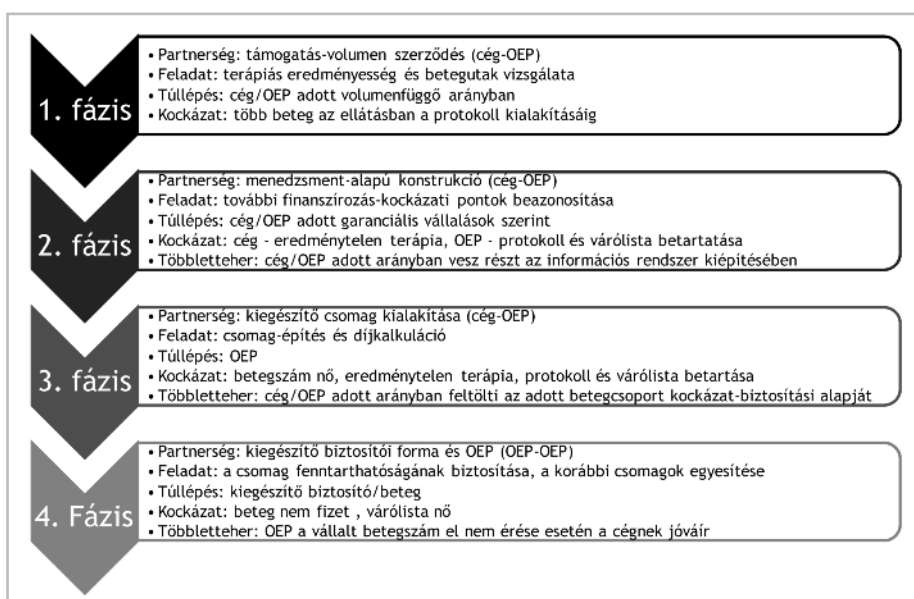 1. fázis
• Partnerség: támogatás-volumen szerződés (cég-OEP)
• Feladat: terápiás eredményesség és betegutak vizsgálata
• Túllépés: cég/OEP adott volumenfüggő arányban
• Kockázat: több beteg az ellátásban a protokoll kialakításáig
2. fázis
• Partnerség: menedzsment-alapú konstrukció (cég-OEP)
• Feladat: további finanszírozás-kockázati pontok beazonosítása
• Túllépés: cég/OEP adott garanciális vállalások szerint
• Kockázat: cég - eredménytelen terápia, OEP - protokoll és várólista betartatása
• Többletteher: cég/OEP adott arányban vesz részt az információs rendszer kiépítésében
3. fázis
• Partnerség: kiegészítő csomag kialakítása (cég-OEP)
• Feladat: csomag-építés és díjkalkuláció
• Túllépés: OEP
• Kockázat: betegszám nő, eredménytelen terápia, protokoll és várólista betartása
• Többletteher: cég/OEP adott arányban feltölti az adott betegcsoport kockázat-biztosítási alapját
4. Fázis
• Partnerség: kiegészítő biztosítói forma és OEP (OEP-OEP)
• Feladat: a csomag fenntarthatóságának biztosítása, a korábbi csomagok egyesítése
• Túllépés: kiegészítő biztosító/beteg
• Kockázat: beteg nem fizet , várólista nő
• Többletteher: OEP a vállalt betegszám el nem érése esetén a cégnek jóváír